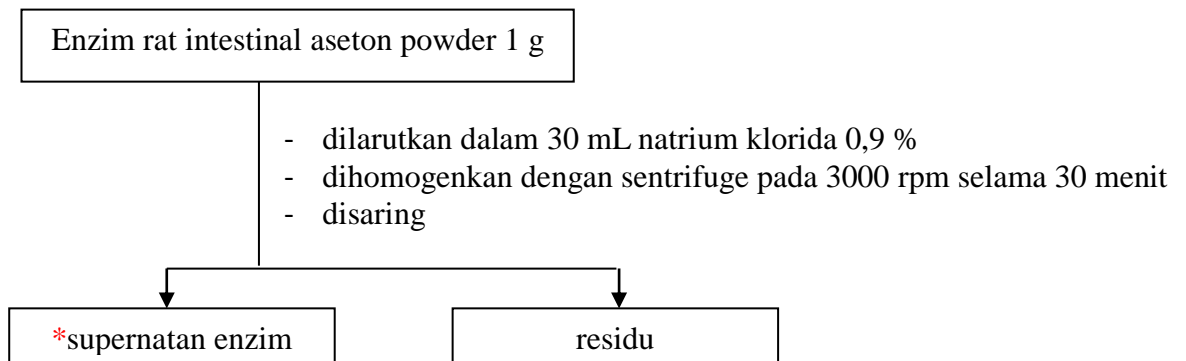 Enzim rat intestinal aseton powder 1 g
- dilarutkan dalam 30 mL natrium klorida 0,9 %
- dihomogenkan dengan sentrifuge pada 3000 rpm selama 30 menit
- disaring
*supernatan enzim
residu